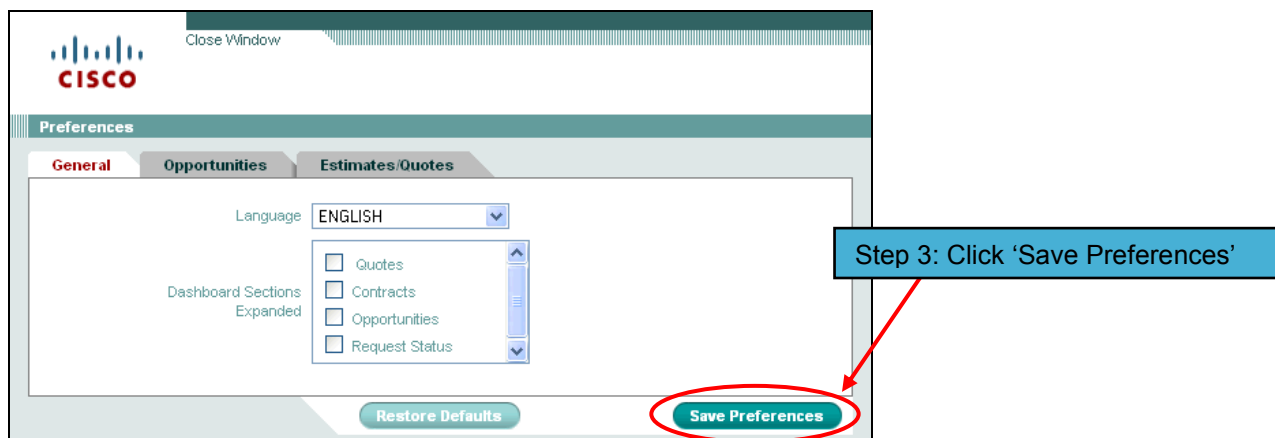 Close Window
CISCO
Preferences
General Opportunities Estimates/Quotes
Language ENGLISH
Quotes
Dashboard Sections Expanded
Contracts
Opportunities
Request Status
Step 3: Click ‘Save Preferences’
Restore Defaults Save Preferences